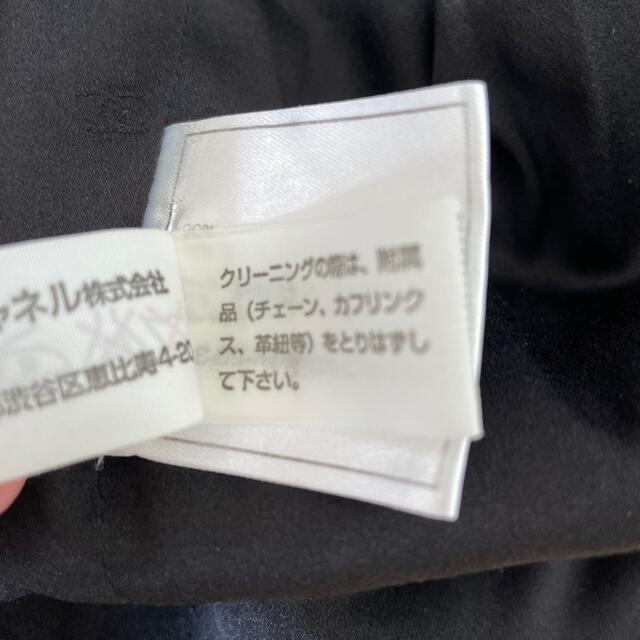 ャネル株式会社
渋谷区恵比寿4-20
クリーニングの際は、附属
品(チェーン、カフリンク
ス、革紐等)をとりはずし
て下さい。